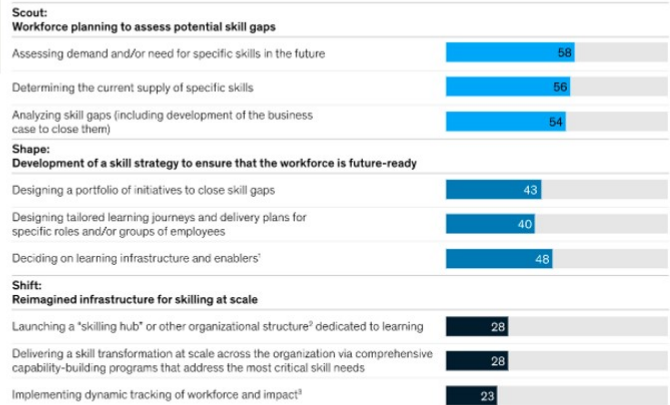 Scout:
Workforce planning to assess potential skill gaps
Assessing demand and/or need for specific skills in the future
58
Determining the current supply of specific skills
56
Analyzing skill gaps (including development of the business
case to close them)
54
Shape:
Development of a skill strategy to ensure that the workforce is future-ready
Designing a portfolio of initiatives to close skill gaps
43
Designing tailored learning journeys and delivery plans for
specific roles and/or groups of employees
40
Deciding on learning infrastructure and enablers¹
48
Shift:
Reimagined infrastructure for skilling at scale
Launching a “skilling hub” or other organizational structure² dedicated to learning
28
Delivering a skill transformation at scale across the organization via comprehensive
capability-building programs that address the most critical skill needs
28
Implementing dynamic tracking of workforce and impact³
23